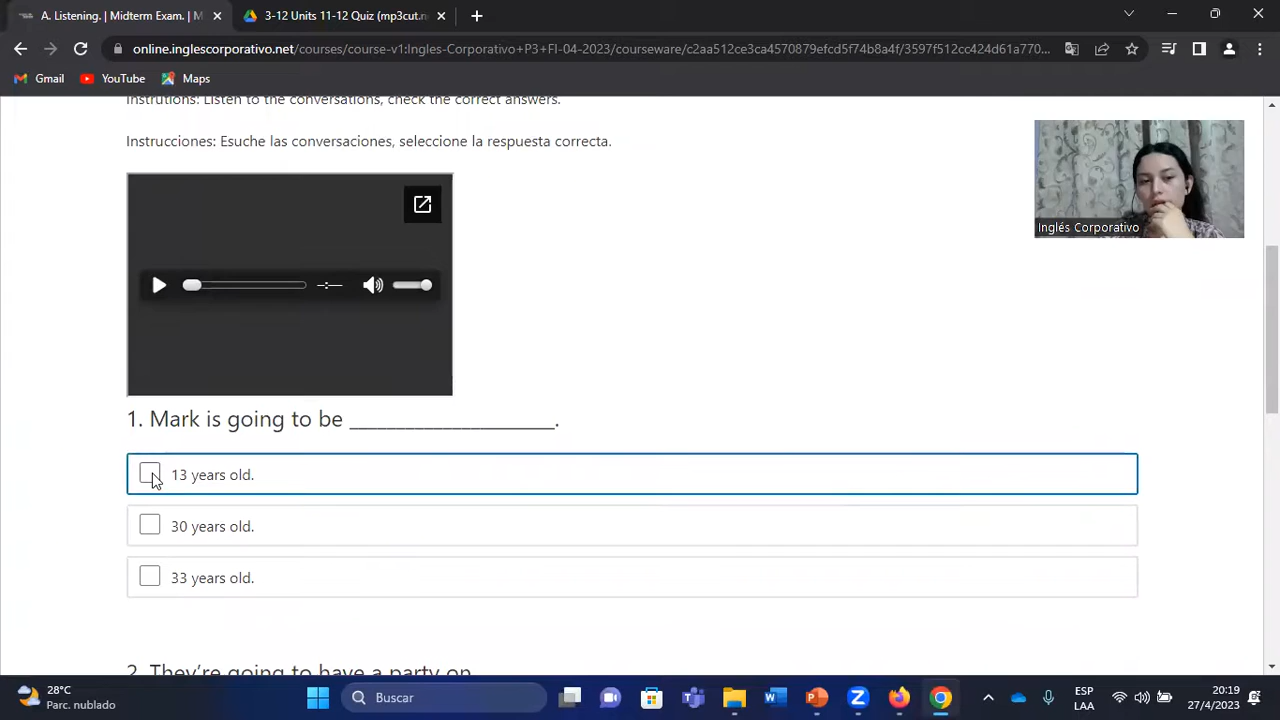 A. Listening. | Midterm Exam. | M
3-12 Units 11-12 Quiz (mp3cut.n
online.inglescorporativo.net/courses/course-v1:Ingles-Corporativo+P3+FI-04-2023/courseware/c2aa512ce3ca4570879efcd5f74b8a4f/3597f512cc424d61a770...
Gmail
YouTube
Maps
Instrutions: Listen to the conversations, check the correct answers.
Instrucciones: Esuche las conversaciones, seleccione la respuesta correcta.
Inglés Corporativo
--:--
1. Mark is going to be ____________________.
13 years old.
30 years old.
33 years old.
2. They're going to have a party on
28°C
Parc. nublado
Buscar
ESP
LAA
20:19
27/4/2023